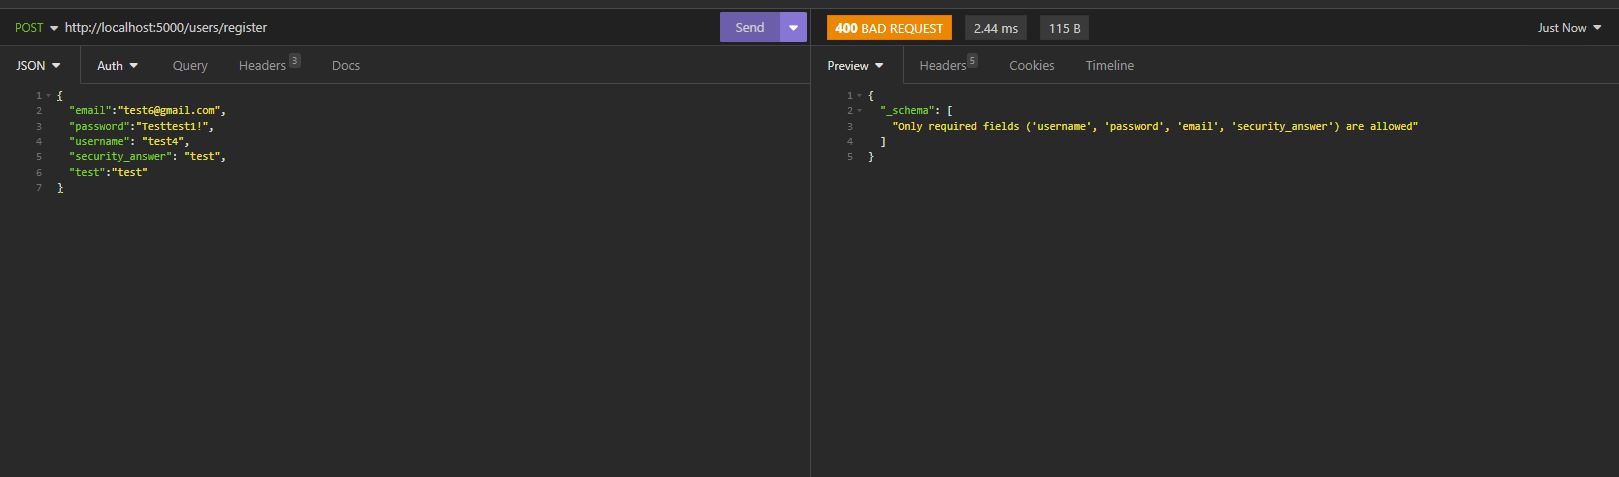 POST http://localhost:5000/users/register Send
400 BAD REQUEST 2.44 ms 115 B Just Now
JSON Auth Query Headers 3 Docs
Preview Headers 5 Cookies Timeline
1 {
2 "email":"test6@gmail.com",
3 "password":"Testtest1!",
4 "username": "test4",
5 "security_answer": "test",
6 "test":"test"
7 }
1 {
2 "_schema": [
3 "Only required fields ('username', 'password', 'email', 'security_answer') are allowed"
4 ]
5 }